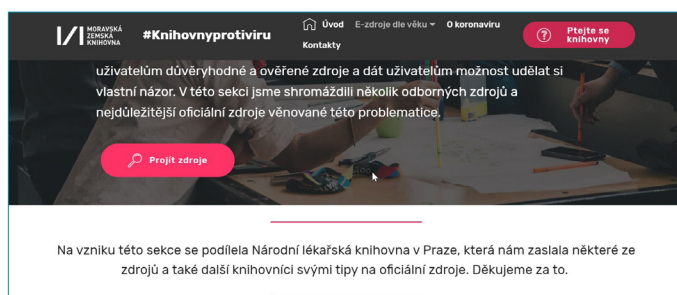 MORAVSKÁ
ZEMSKÁ
KNIHOVNA
#Knihovnyprotiviru
Úvod E-zdroje dle věku O koronaviru
Kontakty
Ptejte se
knihovny
uživatelům důvěryhodné a ověřené zdroje a dát uživatelům možnost udělat si
vlastní názor. V této sekci jsme shromáždili několik odborných zdrojů a
nejdůležitější oficiální zdroje věnované této problematice.
Projít zdroje
Na vzniku této sekce se podílela Národní lékařská knihovna v Praze, která nám zaslala některé ze
zdrojů a také další knihovníci svými tipy na oficiální zdroje. Děkujeme za to.